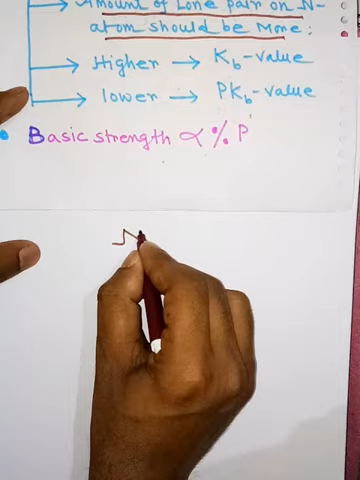 → Amount of Lone pair on N-
atom should be More:
→ Higher → Kb-value
→ lower → PKb-value
• Basic strength ∝ % P